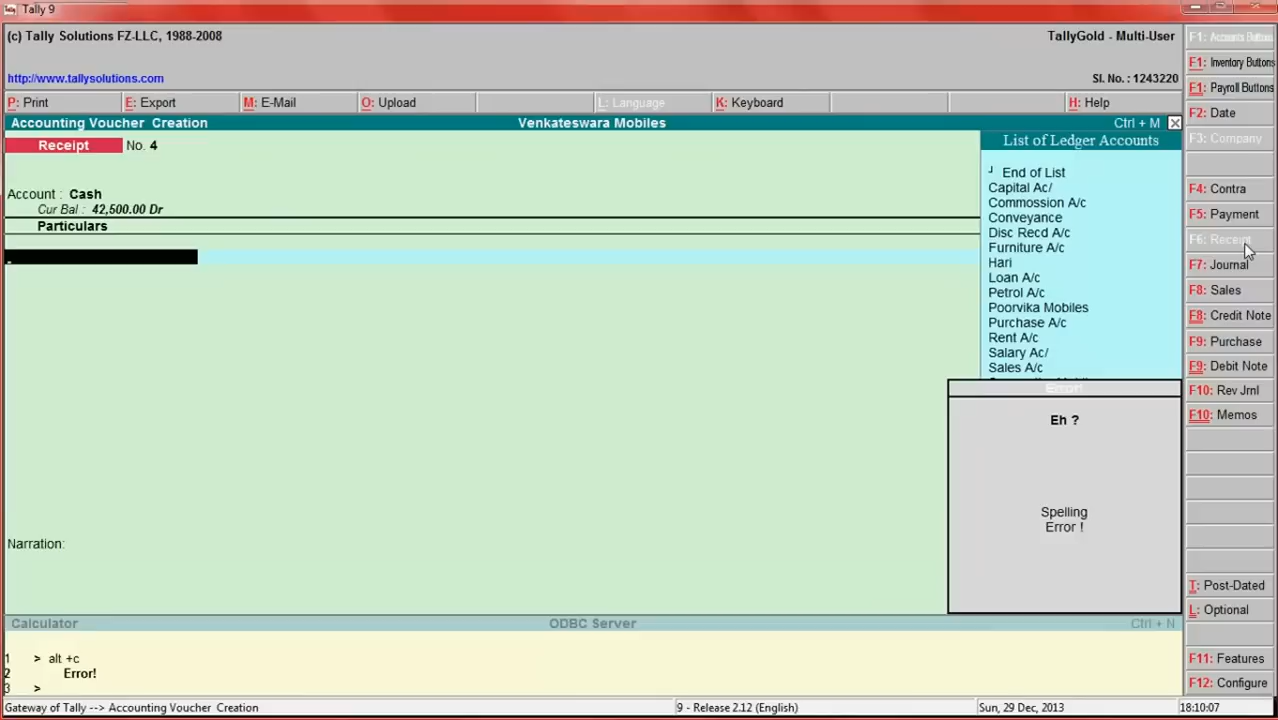 Tally 9
(c) Tally Solutions FZ-LLC, 1988-2008
TallyGold - Multi-User
http://www.tallysolutions.com
Sl. No. : 1243220
P: Print
E: Export
M: E-Mail
O: Upload
L: Language
K: Keyboard
H: Help
Accounting Voucher Creation
Venkateswara Mobiles
Ctrl + M
Receipt No. 4
Account : Cash
Cur Bal : 42,500.00 Dr
Particulars
List of Ledger Accounts
End of List
Capital Ac/
Commossion A/c
Conveyance
Disc Recd A/c
Furniture A/c
Hari
Loan A/c
Petrol A/c
Poorvika Mobiles
Purchase A/c
Rent A/c
Salary Ac/
Sales A/c
Error!
Eh ?
Spelling
Error !
Narration:
F1: Accounts Buttons
F1: Inventory Buttons
F1: Payroll Buttons
F2: Date
F3: Company
F4: Contra
F5: Payment
F6: Receipt
F7: Journal
F8: Sales
F8: Credit Note
F9: Purchase
F9: Debit Note
F10: Rev Jrnl
F10: Memos
T: Post-Dated
L: Optional
F11: Features
F12: Configure
Calculator
ODBC Server
Ctrl + N
1 > alt +c
2 Error!
3 >
Gateway of Tally --> Accounting Voucher Creation
9 - Release 2.12 (English)
Sun, 29 Dec, 2013
18:10:07